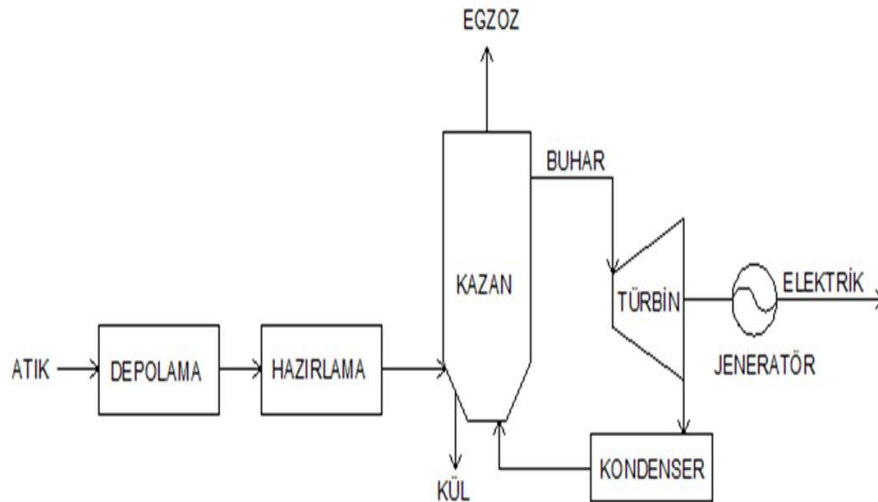 EGZOZ
BUHAR
KAZAN
TÜRBİN
ELEKTRİK
ATIK
DEPOLAMA
HAZIRLAMA
JENERATÖR
KONDENSER
KÜL